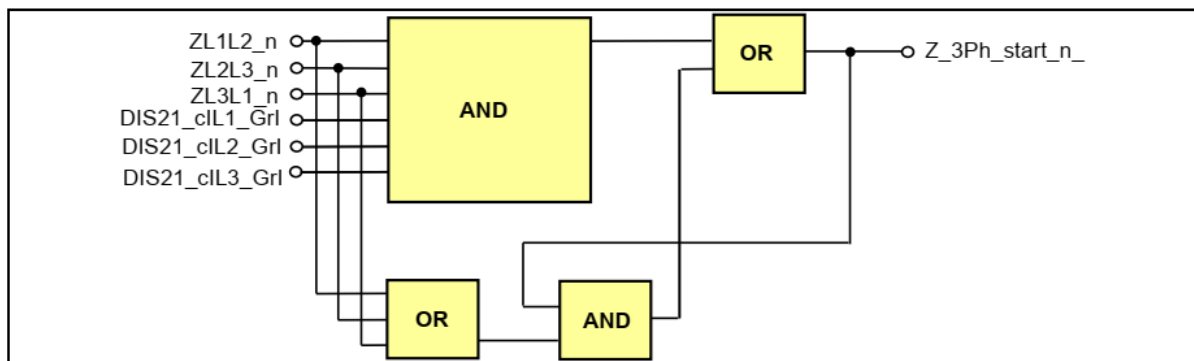 ZL1L2_n
ZL2L3_n
ZL3L1_n
DIS21_cIL1_Grl
DIS21_cIL2_Grl
DIS21_cIL3_Grl
AND
OR
Z_3Ph_start_n_
OR
AND